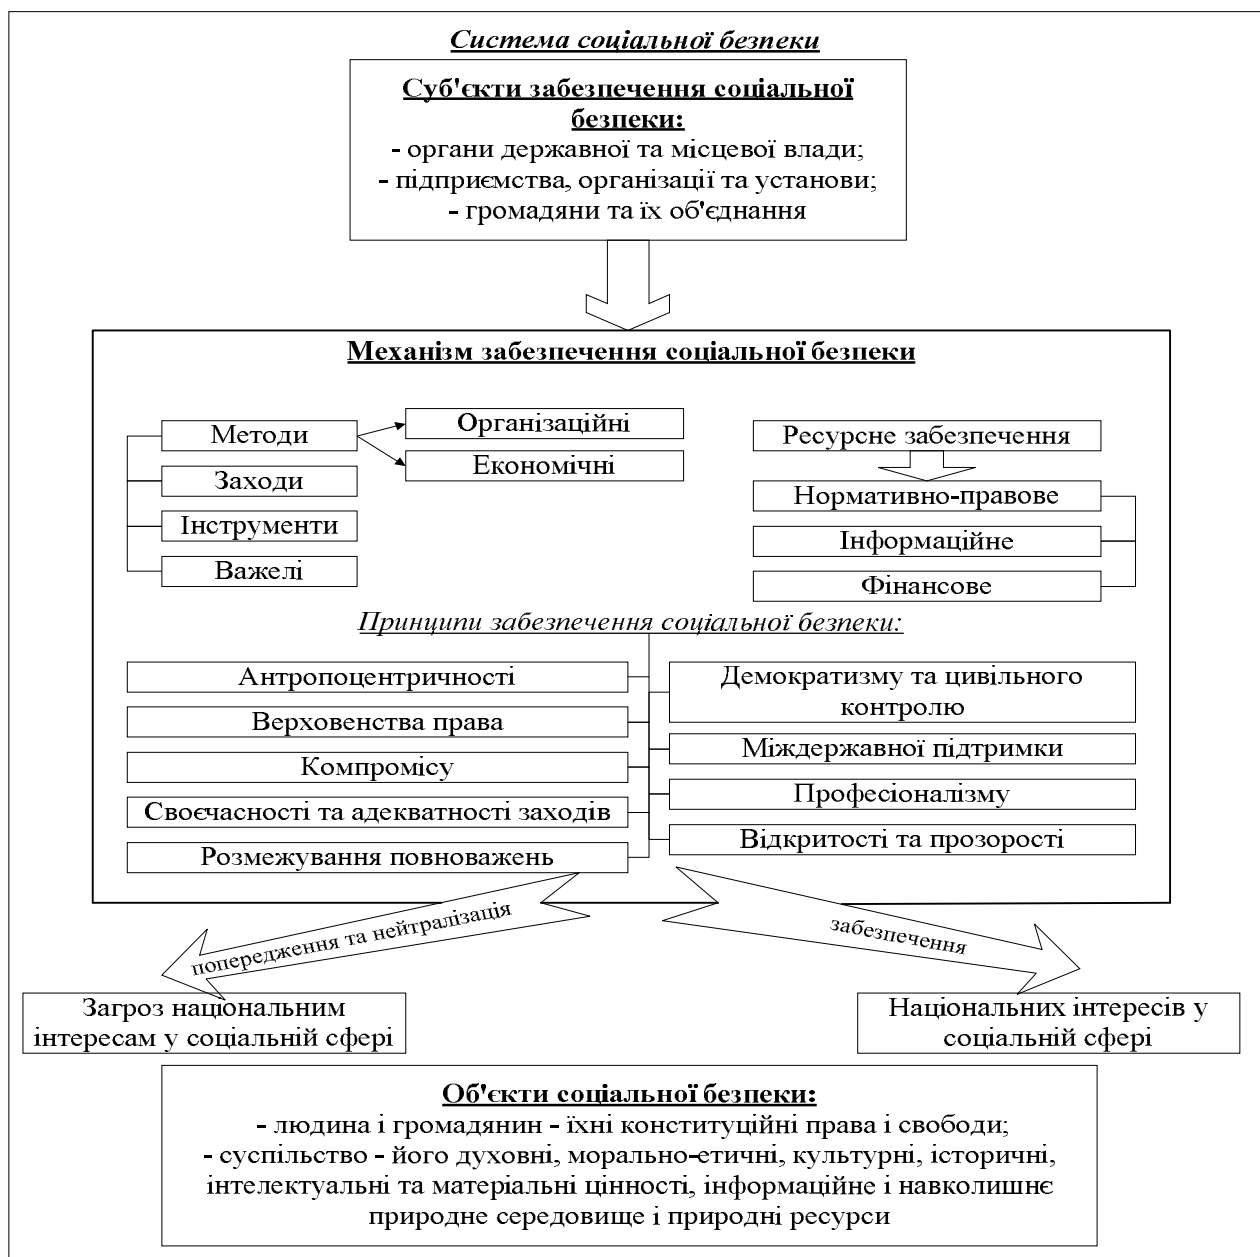 Система соціальної безпеки
Суб'єкти забезпечення соціальної
безпеки:
- органи державної та місцевої влади;
- підприємства, організації та установи;
- громадяни та їх об'єднання
Механізм забезпечення соціальної безпеки
Методи
Заходи
Інструменти
Важелі
Організаційні
Економічні
Ресурсне забезпечення
Нормативно-правове
Інформаційне
Фінансове
Принципи забезпечення соціальної безпеки:
Антропоцентричності
Верховенства права
Компромісу
Своєчасності та адекватності заходів
Розмежування повноважень
Демократизму та цивільного
контролю
Міждержавної підтримки
Професіоналізму
Відкритості та прозорості
попередження та нейтралізація
забезпечення
Загроз національним
інтересам у соціальній сфері
Національних інтересів у
соціальній сфері
Об'єкти соціальної безпеки:
- людина і громадянин - їхні конституційні права і свободи;
- суспільство - його духовні, морально-етичні, культурні, історичні,
інтелектуальні та матеріальні цінності, інформаційне і навколишнє
природне середовище і природні ресурси